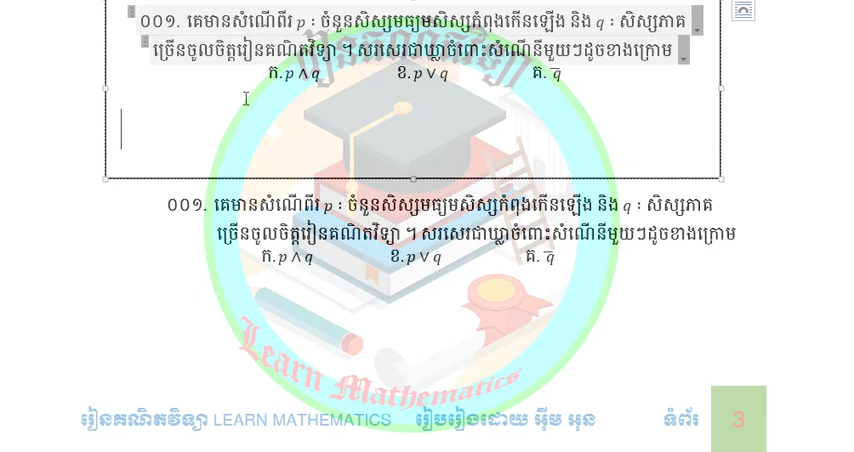 ០០១. គេមានសំណើពីរ p : ចំនួនសិស្សមធ្យមសិស្សកំពុងកើនឡើង និង q : សិស្សភាគ
ច្រើនចូលចិត្តរៀនគណិតវិទ្យា ។ សរសេរជាឃ្លាចំពោះសំណើនីមួយៗដូចខាងក្រោម
ក. p ∧ q ខ. p ∨ q គ. q̅
០០១. គេមានសំណើពីរ p : ចំនួនសិស្សមធ្យមសិស្សកំពុងកើនឡើង និង q : សិស្សភាគ
ច្រើនចូលចិត្តរៀនគណិតវិទ្យា ។ សរសេរជាឃ្លាចំពោះសំណើនីមួយៗដូចខាងក្រោម
ក. p ∧ q ខ. p ∨ q គ. q̅
Learn Mathematics
រៀនគណិតវិទ្យា LEARN MATHEMATICS រៀបរៀងដោយ អុឹម អុន ទំព័រ 3